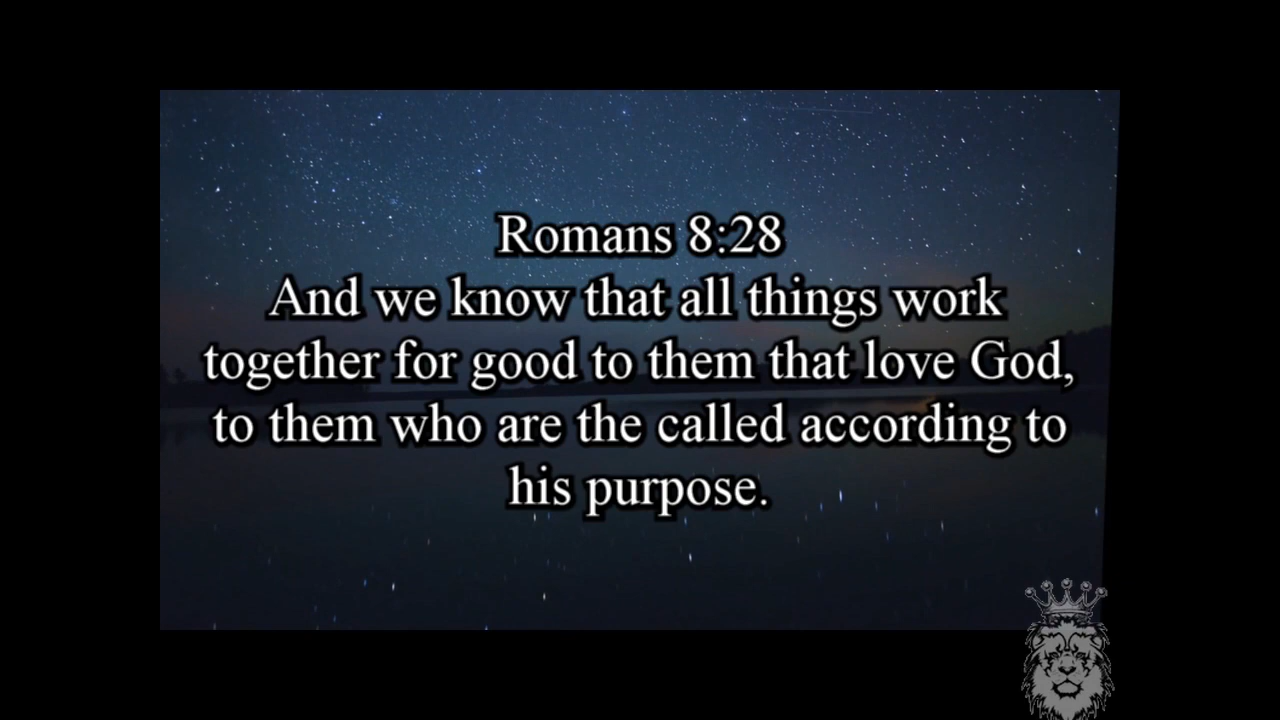 Romans 8:28
And we know that all things work
together for good to them that love God,
to them who are the called according to
his purpose.